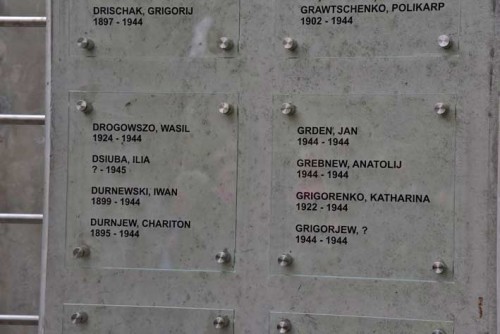 DRISCHAK, GRIGORIJ
1897 - 1944
GRAWTSCHENKO, POLIKARP
1902 - 1944
DROGOWSZO, WASIL
1924 - 1944
DSIUBA, ILIA
? - 1945
DURNEWSKI, IWAN
1899 - 1944
DURNJEW, CHARITON
1895 - 1944
GRDEN, JAN
1944 - 1944
GREBNEW, ANATOLIJ
1944 - 1944
GRIGORENKO, KATHARINA
1922 - 1944
GRIGORJEW, ?
1944 - 1944